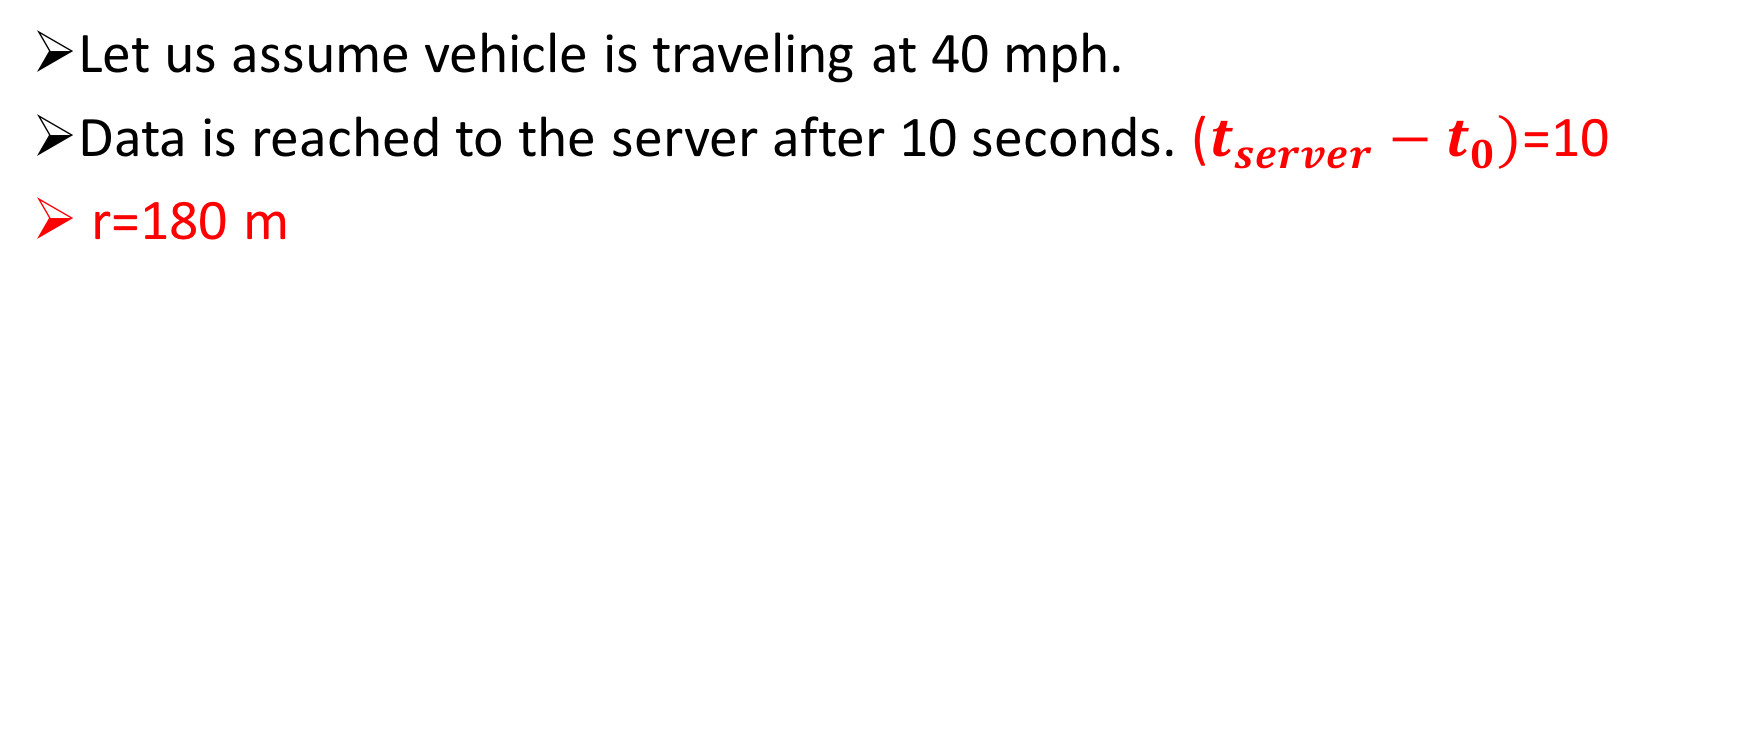 ➢Let us assume vehicle is traveling at 40 mph.
➢Data is reached to the server after 10 seconds. (t_server − t_0)=10
➢ r=180 m